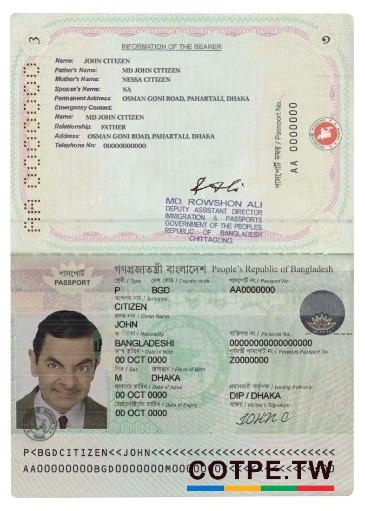 3
INFORMATION OF THE BEARER
Name: JOHN CITIZEN
Father's Name: MD JOHN CITIZEN
Mother's Name: NESSA CITIZEN
Spouse's Name: NA
Permanent Address: OSMAN GONI ROAD, PAHARTALI, DHAKA
Emergency Contact:
Name: MD JOHN CITIZEN
Relationship: FATHER
Address: OSMAN GONI ROAD, PAHARTALI, DHAKA
Telephone No: 00000000000
AM 0000000
পাসপোর্ট নম্বর / Passport No.
AA 0000000
MD. ROWSHON ALI
DEPUTY ASSISTANT DIRECTOR
IMMIGRATION & PASSPORTS
GOVERNMENT OF THE PEOPLES
REPUBLIC OF BANGLADESH
CHITTAGONG.
পাসপোর্ট
PASSPORT
গণপ্রজাতন্ত্রী বাংলাদেশ People's Republic of Bangladesh
শ্রেণী / Type দেশ কোড / Country code পাসপোর্ট নং / Passport No
P BGD AA0000000
বংশগত নাম / Surname
CITIZEN
প্রদত্ত নাম / Given Name
JOHN
/ Nationality ব্যক্তিগত নং / Personal No.
BANGLADESHI 00000000000000000
জন্ম তারিখ / Date of Birth পূর্ববর্তী পাসপোর্ট নং / Previous Passport No.
00 OCT 0000 Z0000000
লিঙ্গ / Sex জন্মস্থান / Place of Birth
M DHAKA
প্রদানের তারিখ / Date of Issue প্রদানকারী কর্তৃপক্ষ / Issuing Authority
00 OCT 0000 DIP / DHAKA
মেয়াদোত্তীর্ণের তারিখ / Date of Expiry স্বাক্ষর / Holder's Signature
00 OCT 0000 JOHN C
P<BGDCITIZEN<<JOHN<<<<<<<<<<<<<<<<<<<<<<<<<<
COTPE.TW